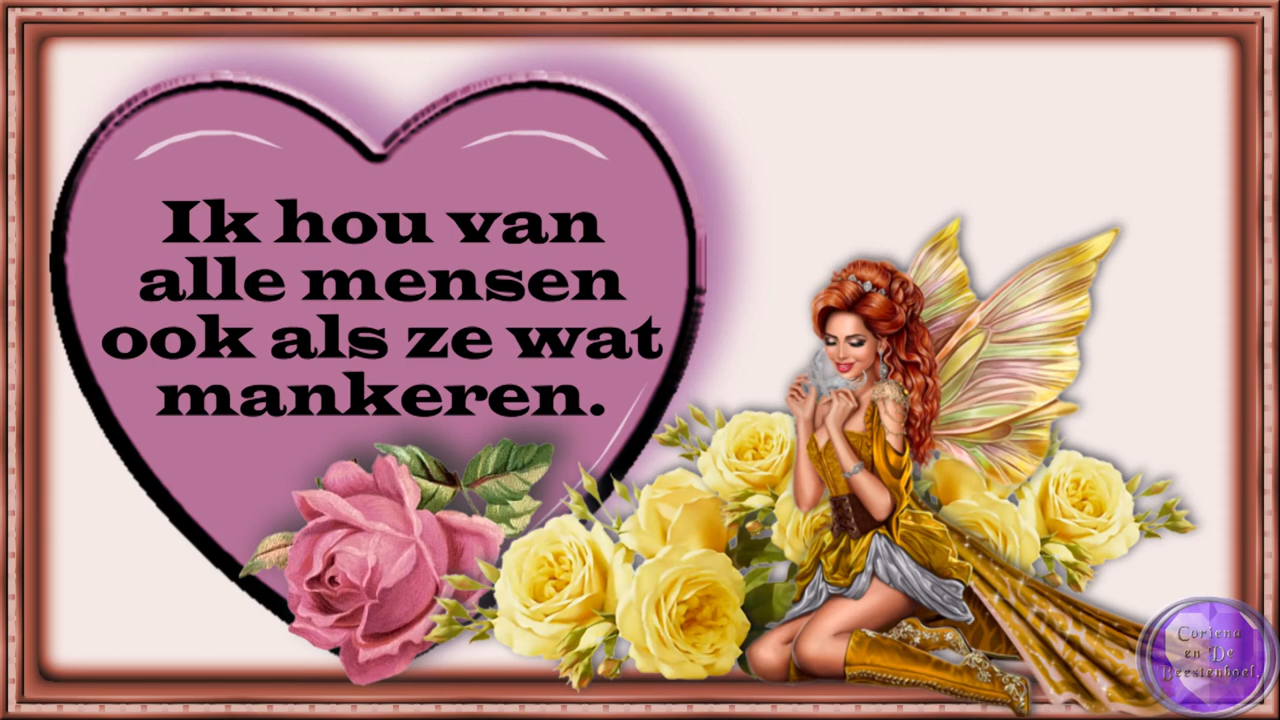 Ik hou van
alle mensen
ook als ze wat
mankeren.
Coriena
en De
Beestenboel